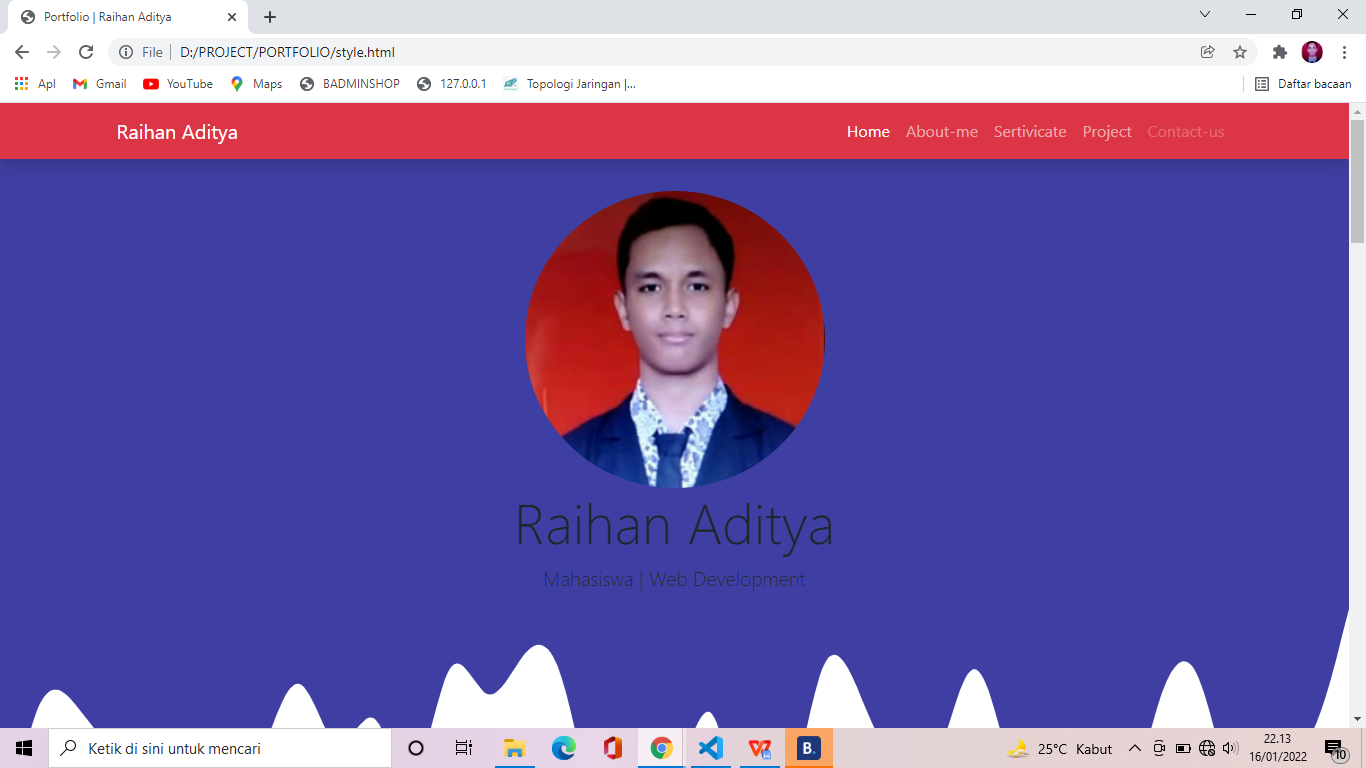 Portfolio | Raihan Aditya
File D:/PROJECT/PORTFOLIO/style.html
Apl Gmail YouTube Maps BADMINSHOP 127.0.0.1 Topologi Jaringan |... Daftar bacaan
Raihan Aditya Home About-me Sertivicate Project Contact-us
Raihan Aditya
Mahasiswa | Web Development
Ketik di sini untuk mencari B. 25°C Kabut 22.13
16/01/2022 10